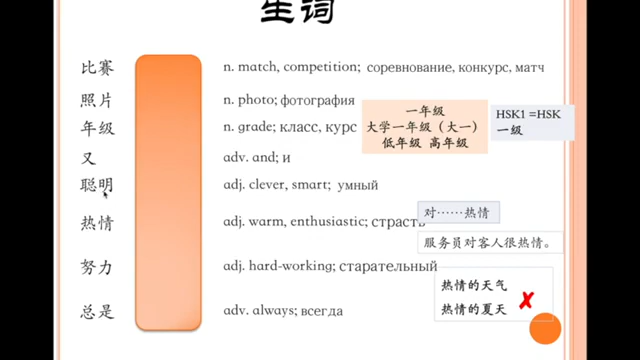 生词
比赛 n. match, competition; соревнование, конкурс, матч
照片 n. photo; фотография
年级 n. grade; класс, курс
一年级
大学一年级（大一）
低年级 高年级
HSK1 =HSK
一级
又 adv. and; и
聪明 adj. clever, smart; умный
热情 adj. warm, enthusiastic; страсть
对……热情
服务员对客人很热情。
努力 adj. hard-working; старательный
热情的天气
热情的夏天 ✗
总是 adv. always; всегда